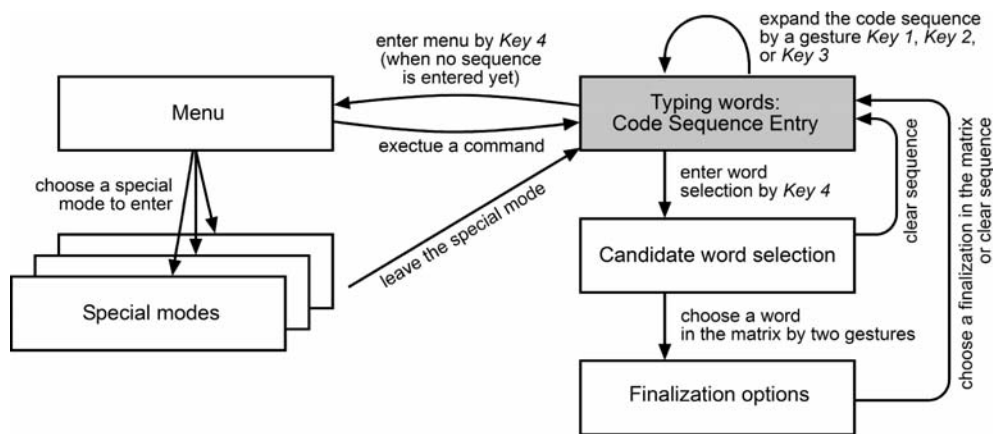 expand the code sequence
by a gesture Key 1, Key 2,
or Key 3
enter menu by Key 4
(when no sequence
is entered yet)
Menu
Typing words:
Code Sequence Entry
exectue a command
choose a special
mode to enter
enter word
selection by Key 4
leave the special mode
clear sequence
choose a finalization in the matrix
or clear sequence
Candidate word selection
Special modes
choose a word
in the matrix by two gestures
Finalization options